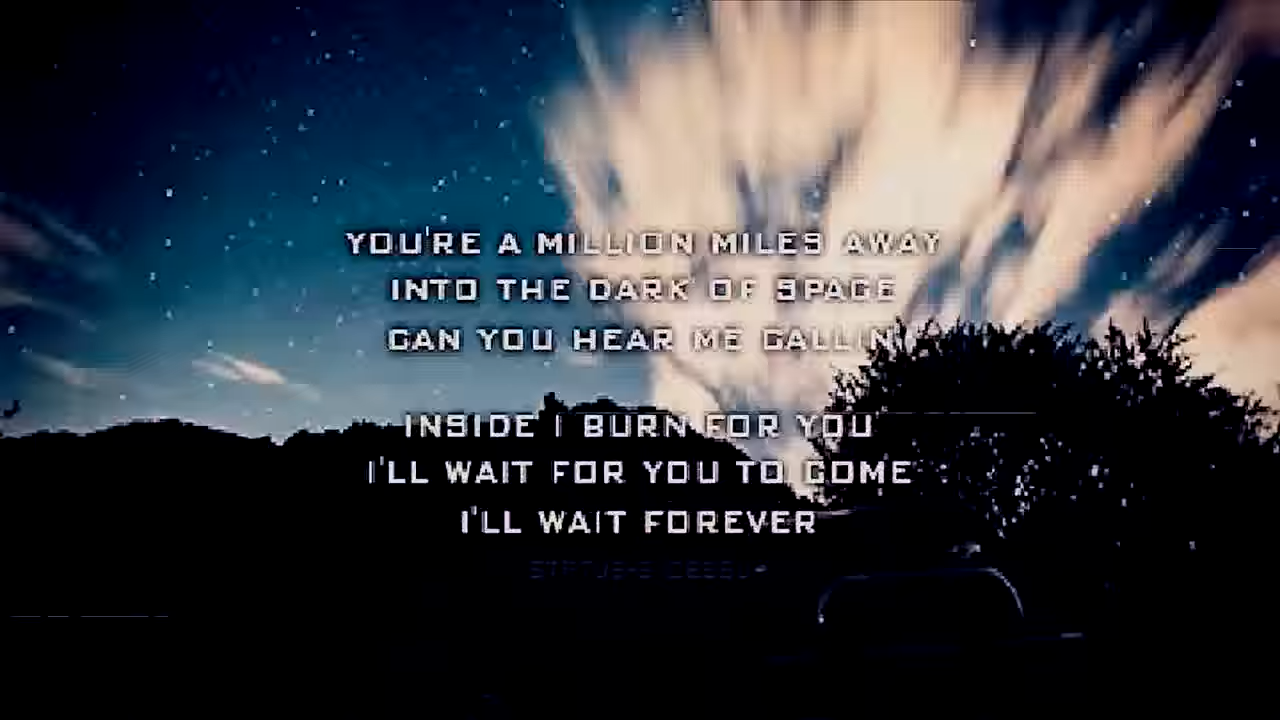 YOU'RE A MILLION MILES AWAY
INTO THE DARK OF SPACE
CAN YOU HEAR ME CALLIN
INSIDE I BURN FOR YOU
I'LL WAIT FOR YOU TO COME
I'LL WAIT FOREVER